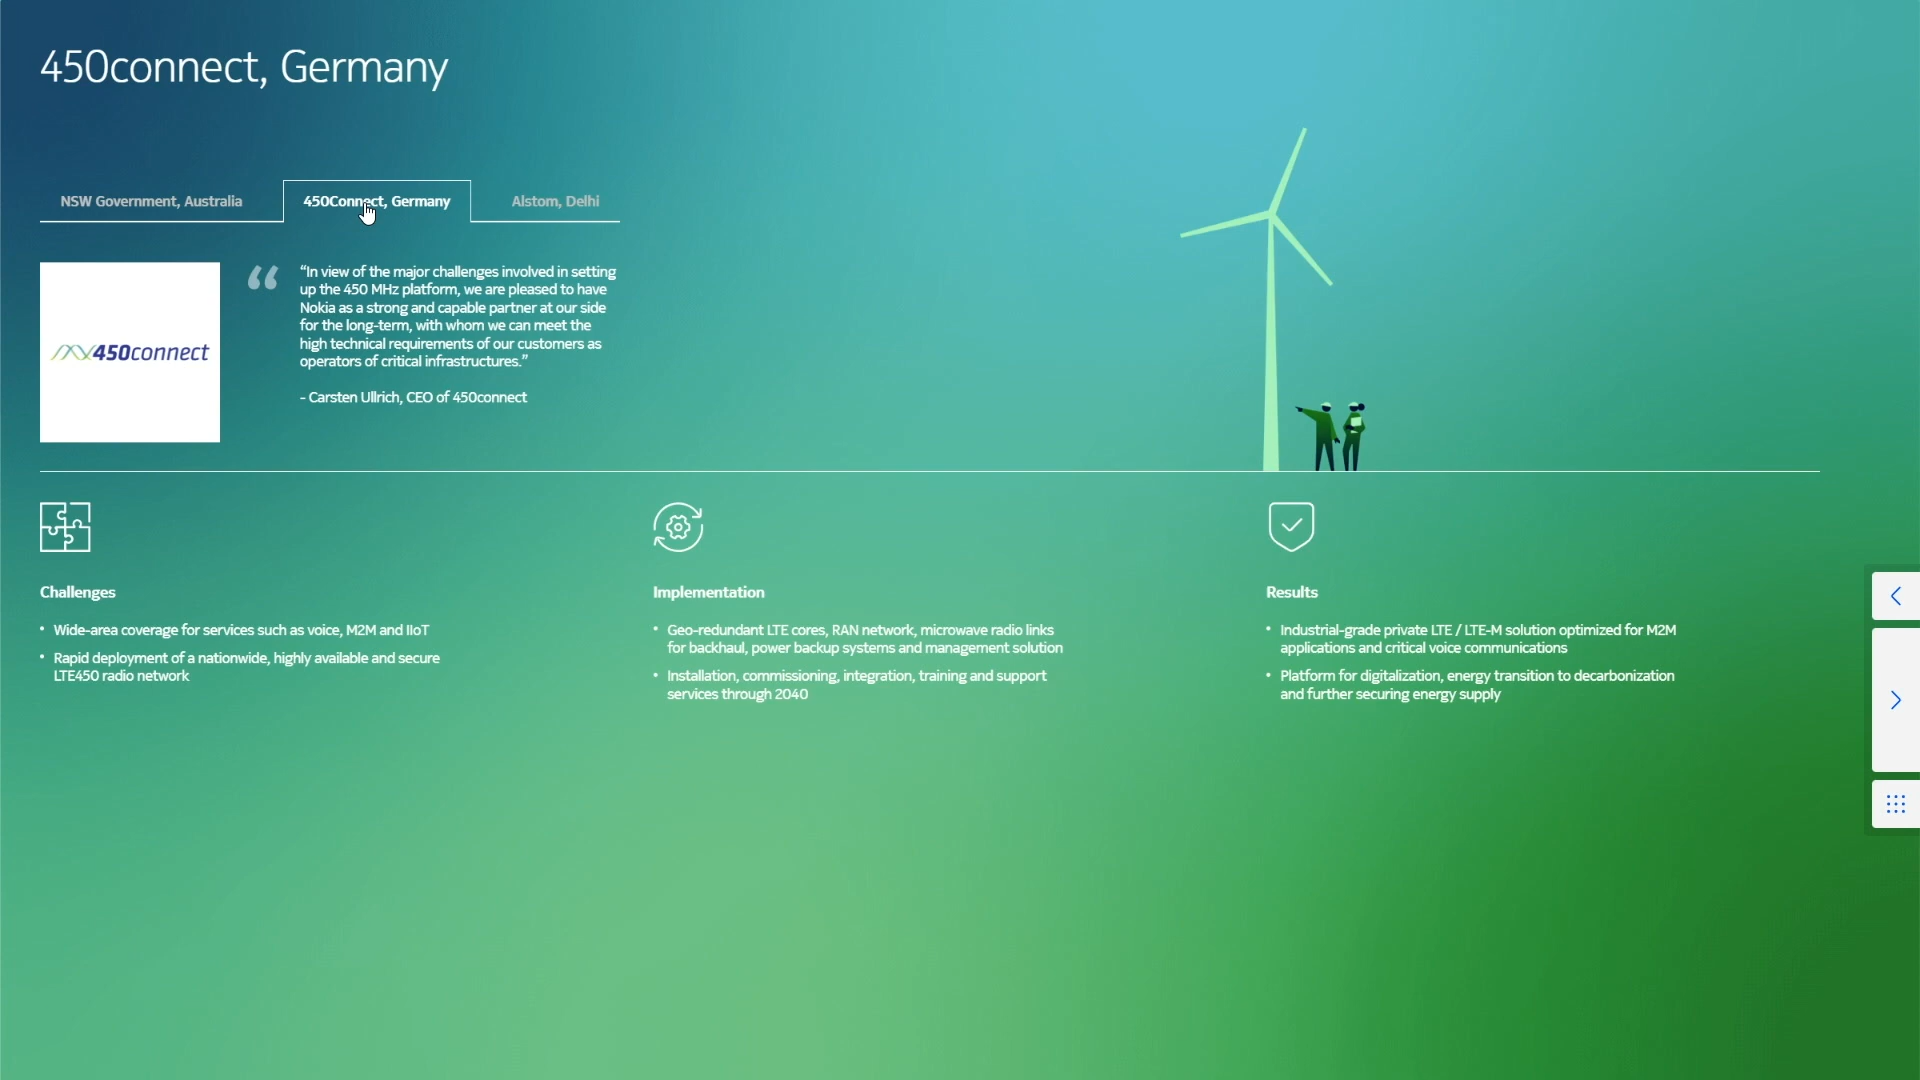 450connect, Germany
NSW Government, Australia
450Connect, Germany
Alstom, Delhi
450connect
“In view of the major challenges involved in setting
up the 450 MHz platform, we are pleased to have
Nokia as a strong and capable partner at our side
for the long-term, with whom we can meet the
high technical requirements of our customers as
operators of critical infrastructures.”
- Carsten Ullrich, CEO of 450connect
Challenges
• Wide-area coverage for services such as voice, M2M and IIoT
• Rapid deployment of a nationwide, highly available and secure
LTE450 radio network
Implementation
• Geo-redundant LTE cores, RAN network, microwave radio links
for backhaul, power backup systems and management solution
• Installation, commissioning, integration, training and support
services through 2040
Results
• Industrial-grade private LTE / LTE-M solution optimized for M2M
applications and critical voice communications
• Platform for digitalization, energy transition to decarbonization
and further securing energy supply